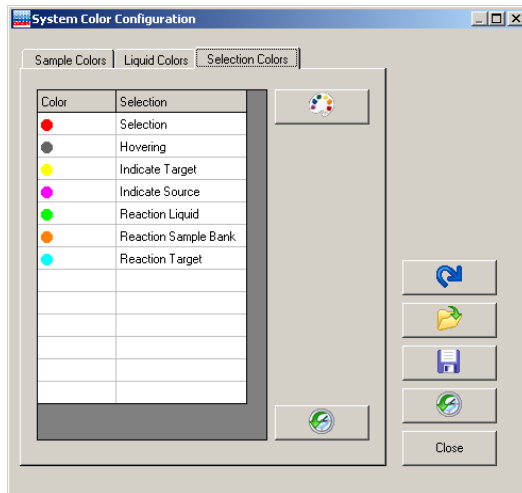 System Color Configuration
Sample Colors Liquid Colors Selection Colors
Color Selection
Selection
Hovering
Indicate Target
Indicate Source
Reaction Liquid
Reaction Sample Bank
Reaction Target
Close